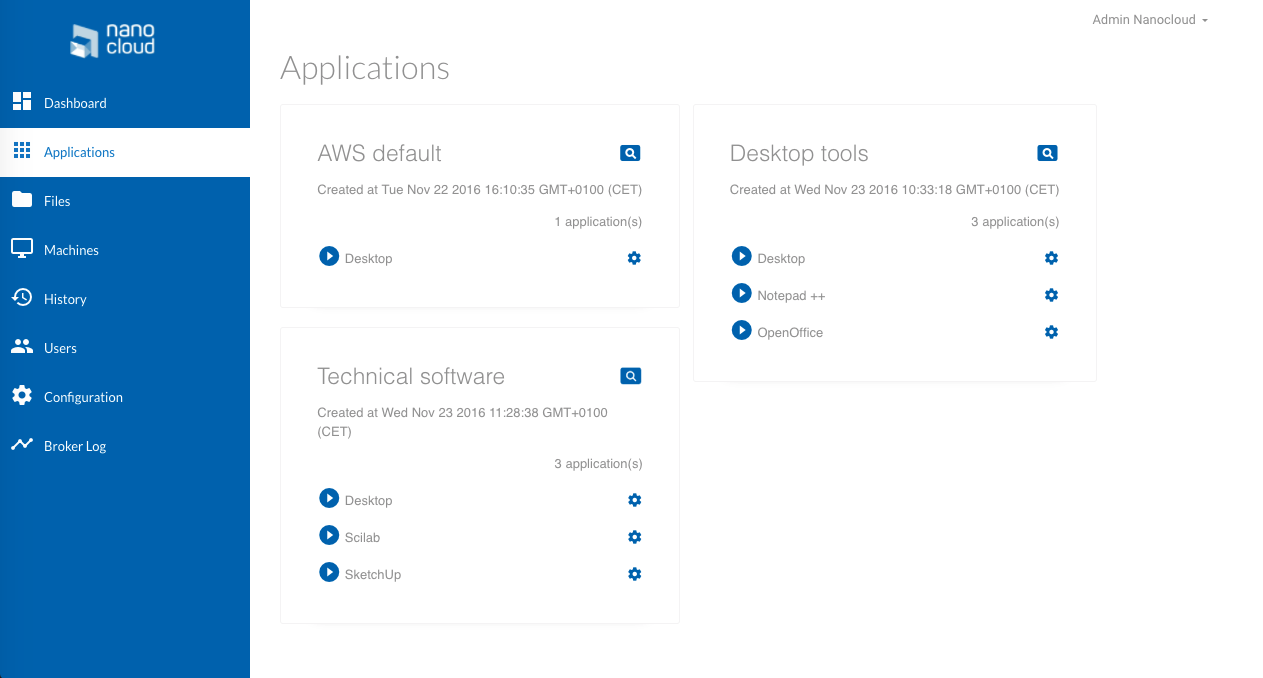 nano
cloud
Admin Nanocloud
Applications
Dashboard
Applications
Files
Machines
History
Users
Configuration
Broker Log
AWS default
Created at Tue Nov 22 2016 16:10:35 GMT+0100 (CET)
1 application(s)
Desktop
Desktop tools
Created at Wed Nov 23 2016 10:33:18 GMT+0100 (CET)
3 application(s)
Desktop
Notepad ++
OpenOffice
Technical software
Created at Wed Nov 23 2016 11:28:38 GMT+0100
(CET)
3 application(s)
Desktop
Scilab
SketchUp